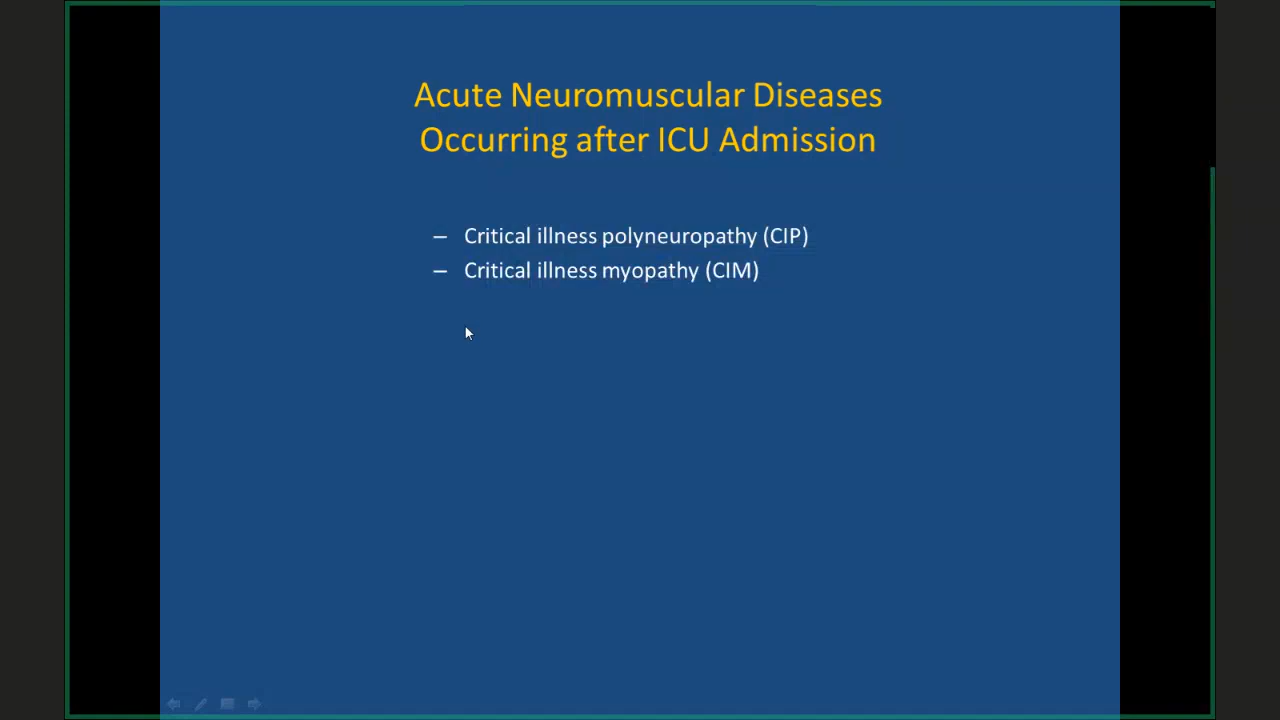 Acute Neuromuscular Diseases
Occurring after ICU Admission
– Critical illness polyneuropathy (CIP)
– Critical illness myopathy (CIM)